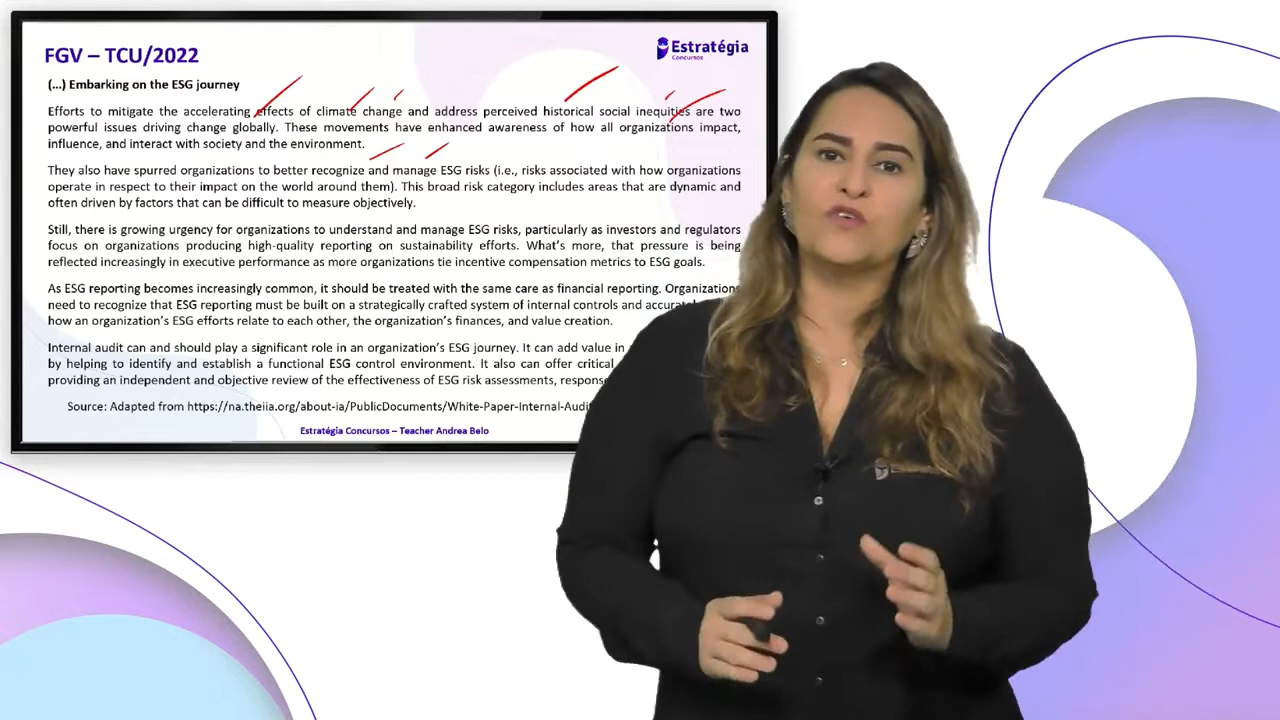 FGV – TCU/2022
Estratégia
Concursos
(...) Embarking on the ESG journey
Efforts to mitigate the accelerating effects of climate change and address perceived historical social inequities are two
powerful issues driving change globally. These movements have enhanced awareness of how all organizations impact,
influence, and interact with society and the environment.
They also have spurred organizations to better recognize and manage ESG risks (i.e., risks associated with how organizations
operate in respect to their impact on the world around them). This broad risk category includes areas that are dynamic and
often driven by factors that can be difficult to measure objectively.
Still, there is growing urgency for organizations to understand and manage ESG risks, particularly as investors and regulators
focus on organizations producing high-quality reporting on sustainability efforts. What's more, that pressure is being
reflected increasingly in executive performance as more organizations tie incentive compensation metrics to ESG goals.
As ESG reporting becomes increasingly common, it should be treated with the same care as financial reporting. Organizations
need to recognize that ESG reporting must be built on a strategically crafted system of internal controls and
how an organization's ESG efforts relate to each other, the organization's finances, and value creation.
Internal audit can and should play a significant role in an organization's ESG journey. It can add value in
by helping to identify and establish a functional ESG control environment. It also can offer critical
providing an independent and objective review of the effectiveness of ESG risk assessments,
Source: Adapted from https://na.theiia.org/about-ia/PublicDocuments/White-Paper-Internal-Audi
Estratégia Concursos – Teacher Andrea Belo